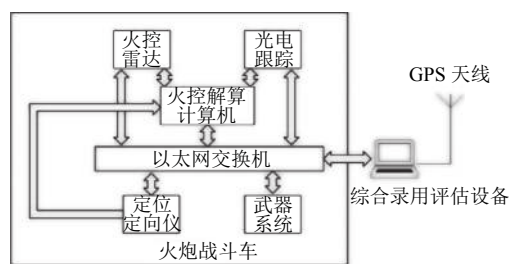 火控
雷达
光电
跟踪
GPS 天线
火控解算
计算机
以太网交换机
综合录用评估设备
定位
定向仪
武器
系统
火炮战斗车